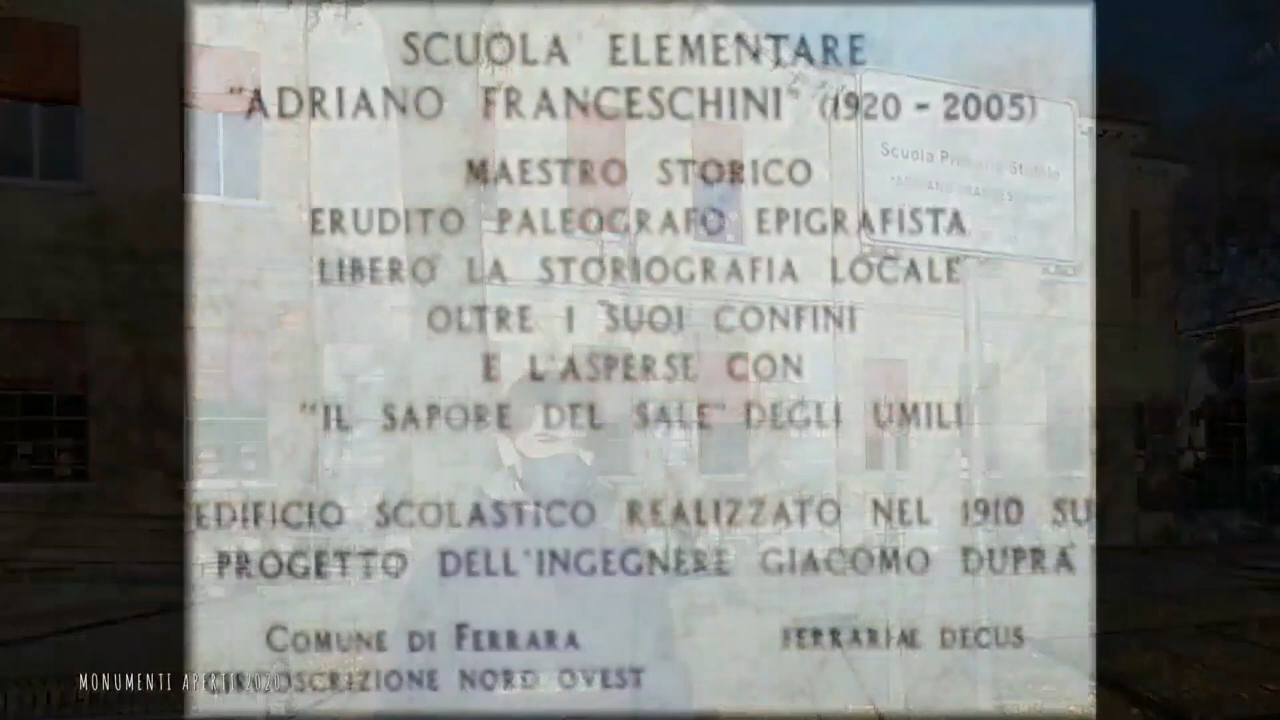 SCUOLA ELEMENTARE
"ADRIANO FRANCESCHINI" (1920 - 2005)
MAESTRO STORICO
ERUDITO PALEOGRAFO EPIGRAFISTA
LIBERO LA STORIOGRAFIA LOCALE
OLTRE I SUOI CONFINI
E L'ASPERSE CON
"IL SAPORE DEL SALE" DEGLI UMILI
EDIFICIO SCOLASTICO REALIZZATO NEL 1910 SU
PROGETTO DELL'INGEGNERE GIACOMO DUPRÀ
COMUNE DI FERRARA
NORD OVEST
FERRARIAE DECUS
Scuola Primaria Statale
MONUMENTI APERTI 2020